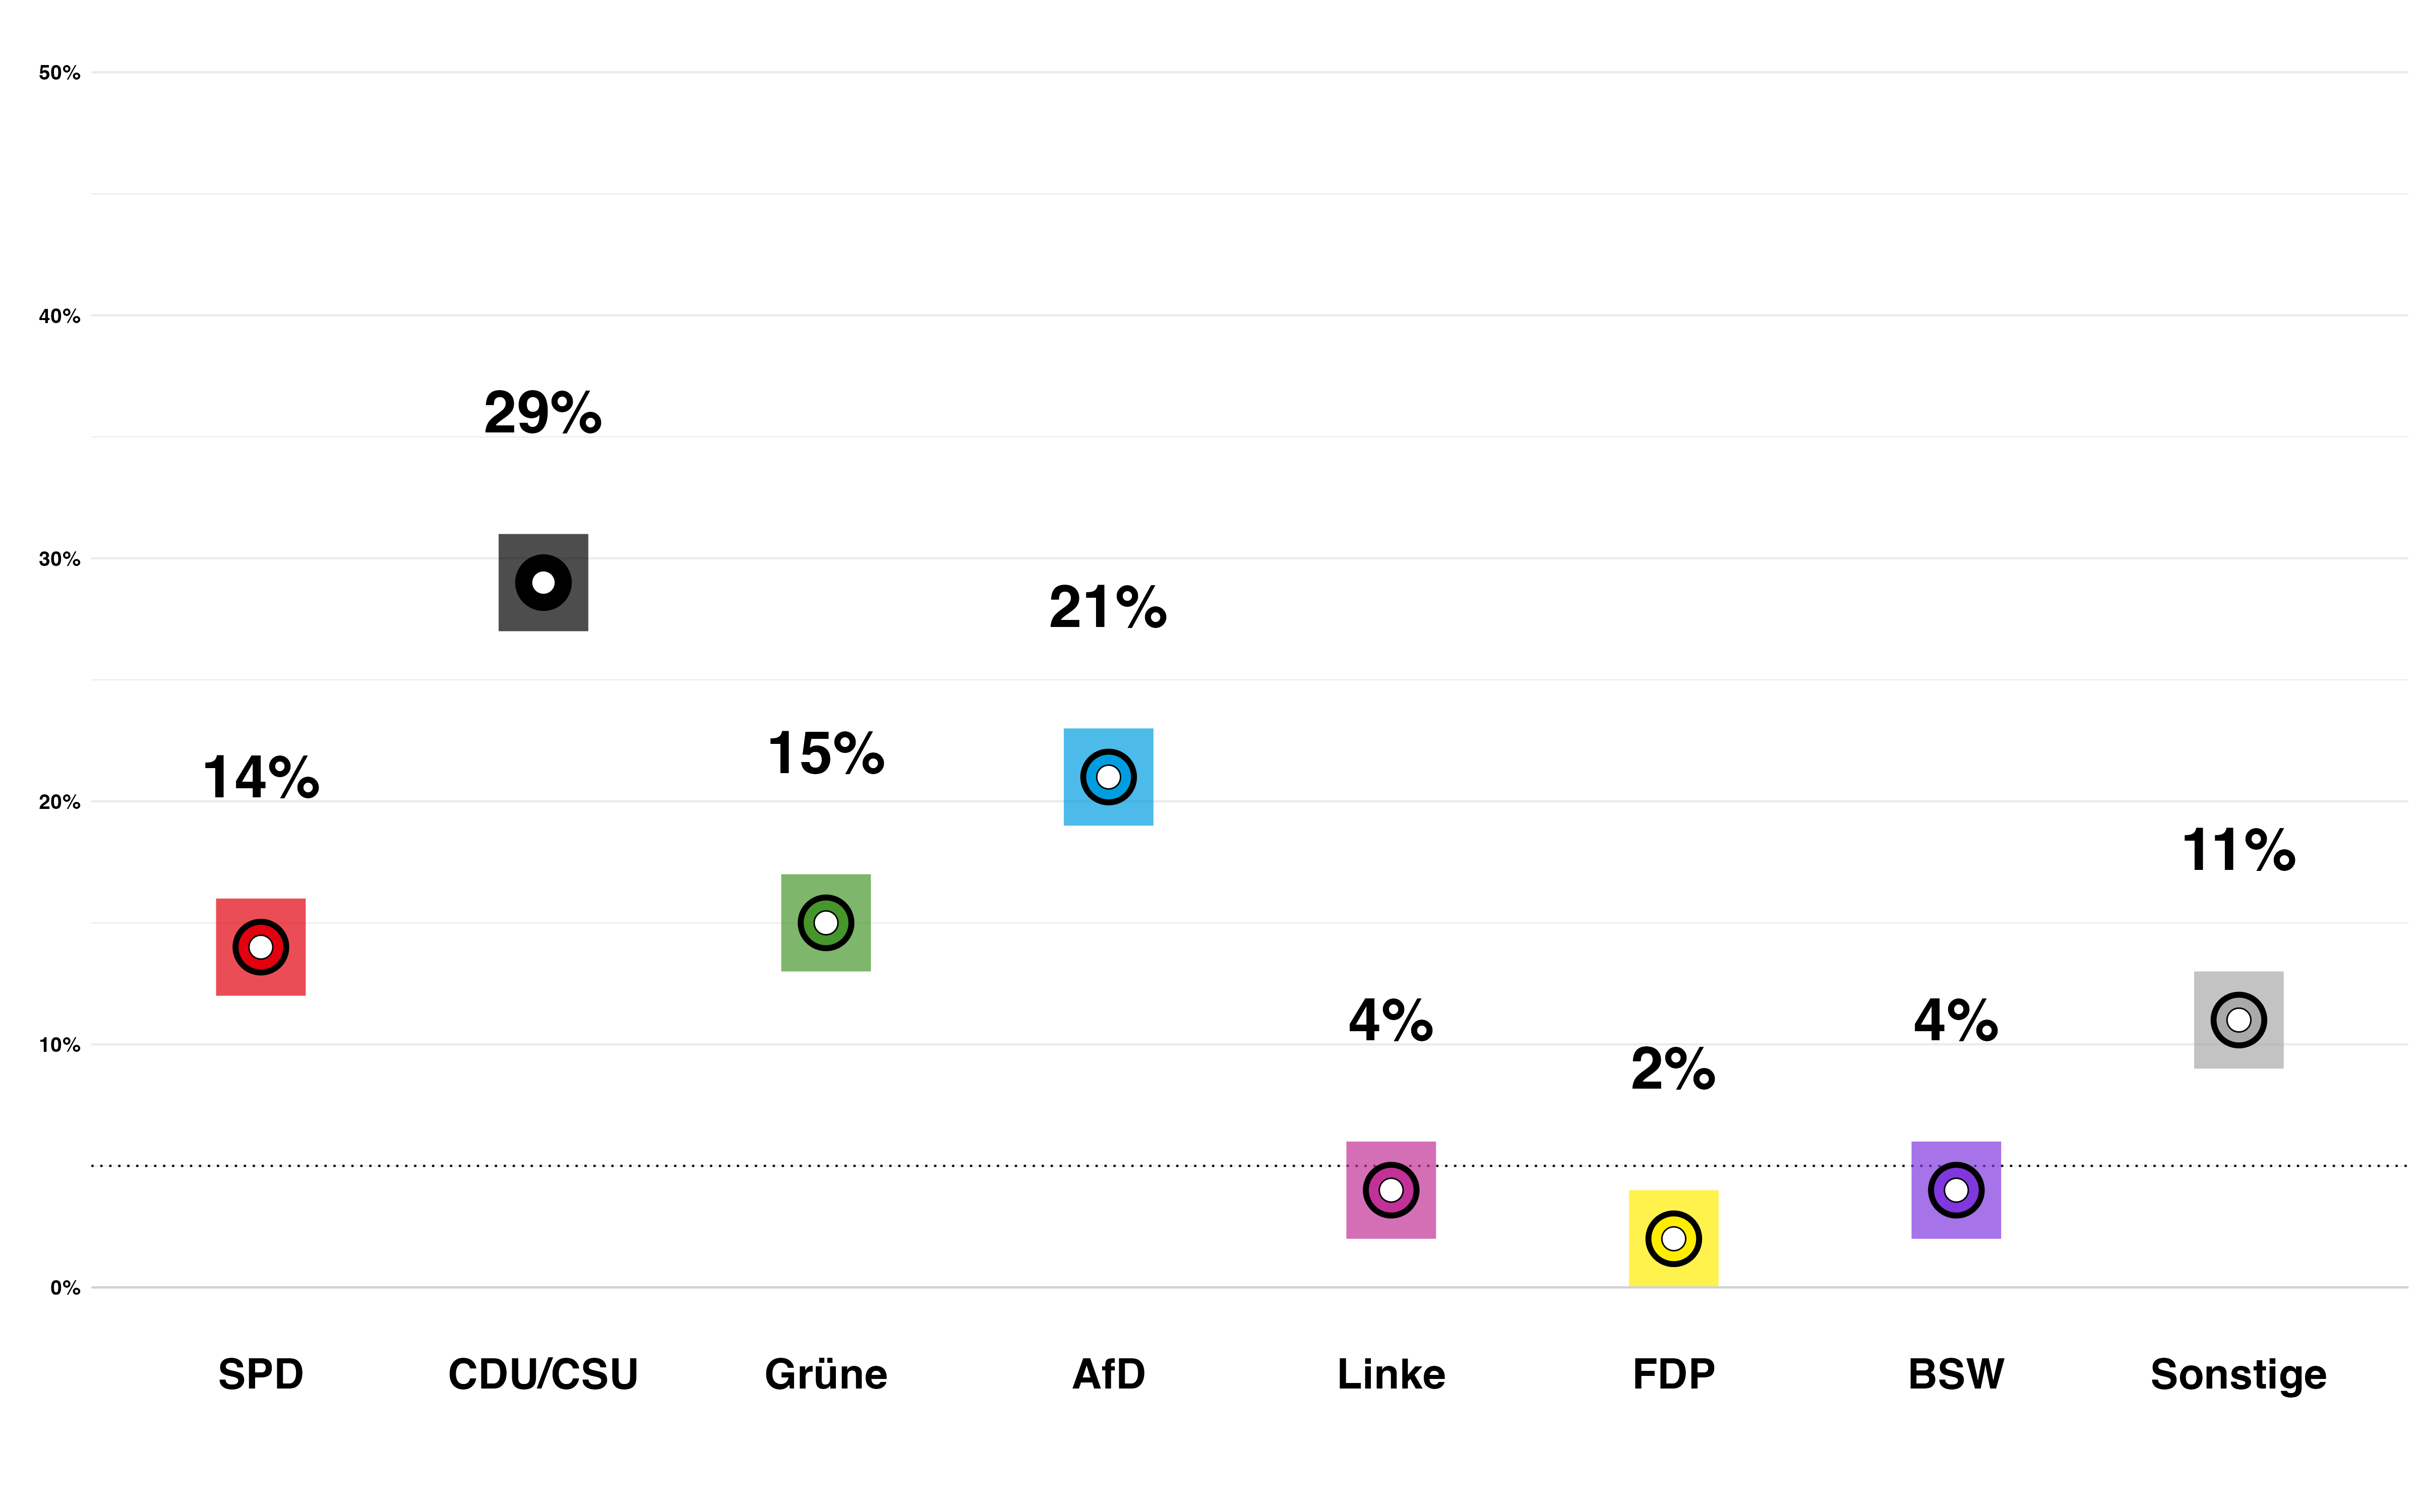 50%
40%
30%
20%
10%
0%
14%
29%
15%
21%
4%
2%
4%
11%
SPD
CDU/CSU
Grüne
AfD
Linke
FDP
BSW
Sonstige